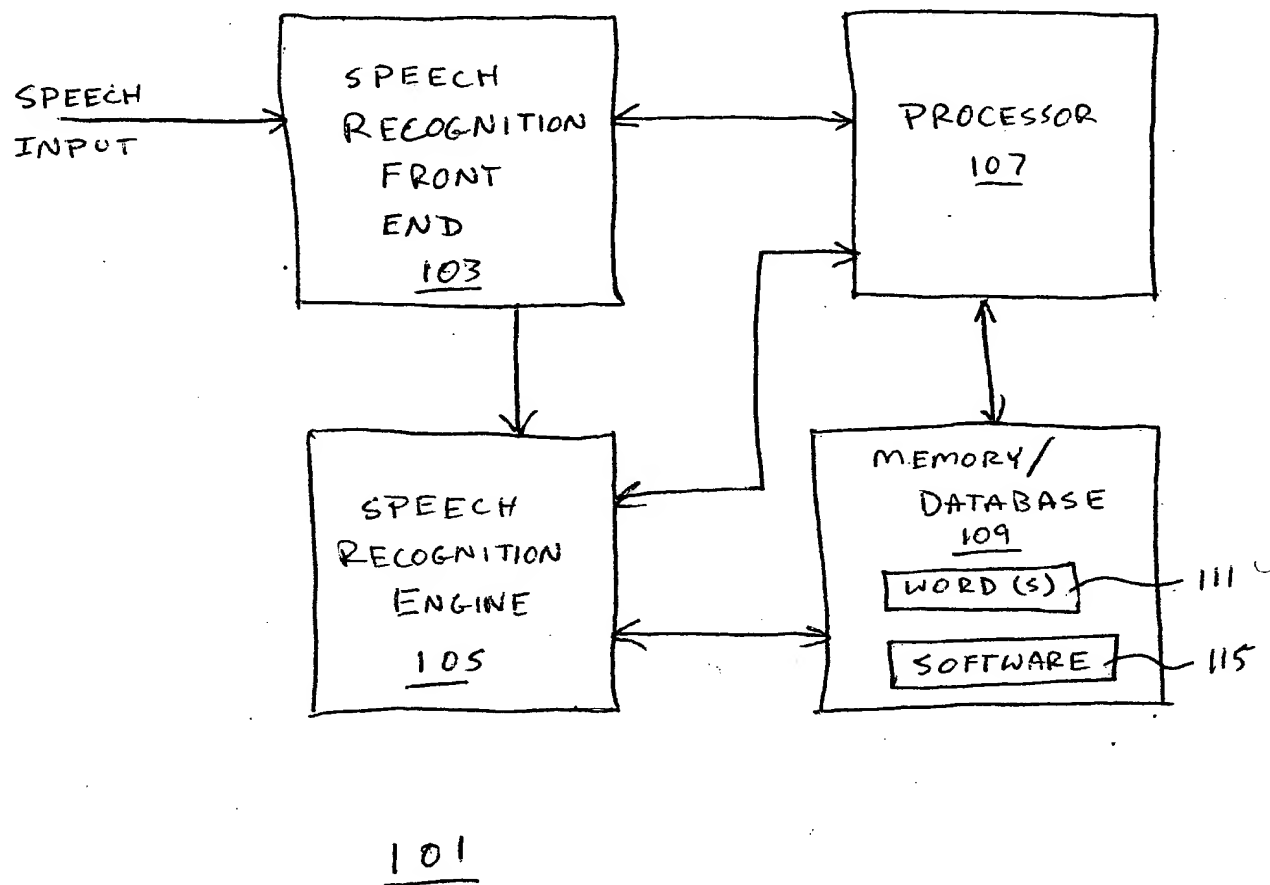 SPEECH
INPUT
SPEECH
RECOGNITION
FRONT
END
103
PROCESSOR
107
SPEECH
RECOGNITION
ENGINE
105
MEMORY/
DATABASE
109
WORD (S)
111
SOFTWARE
115
101